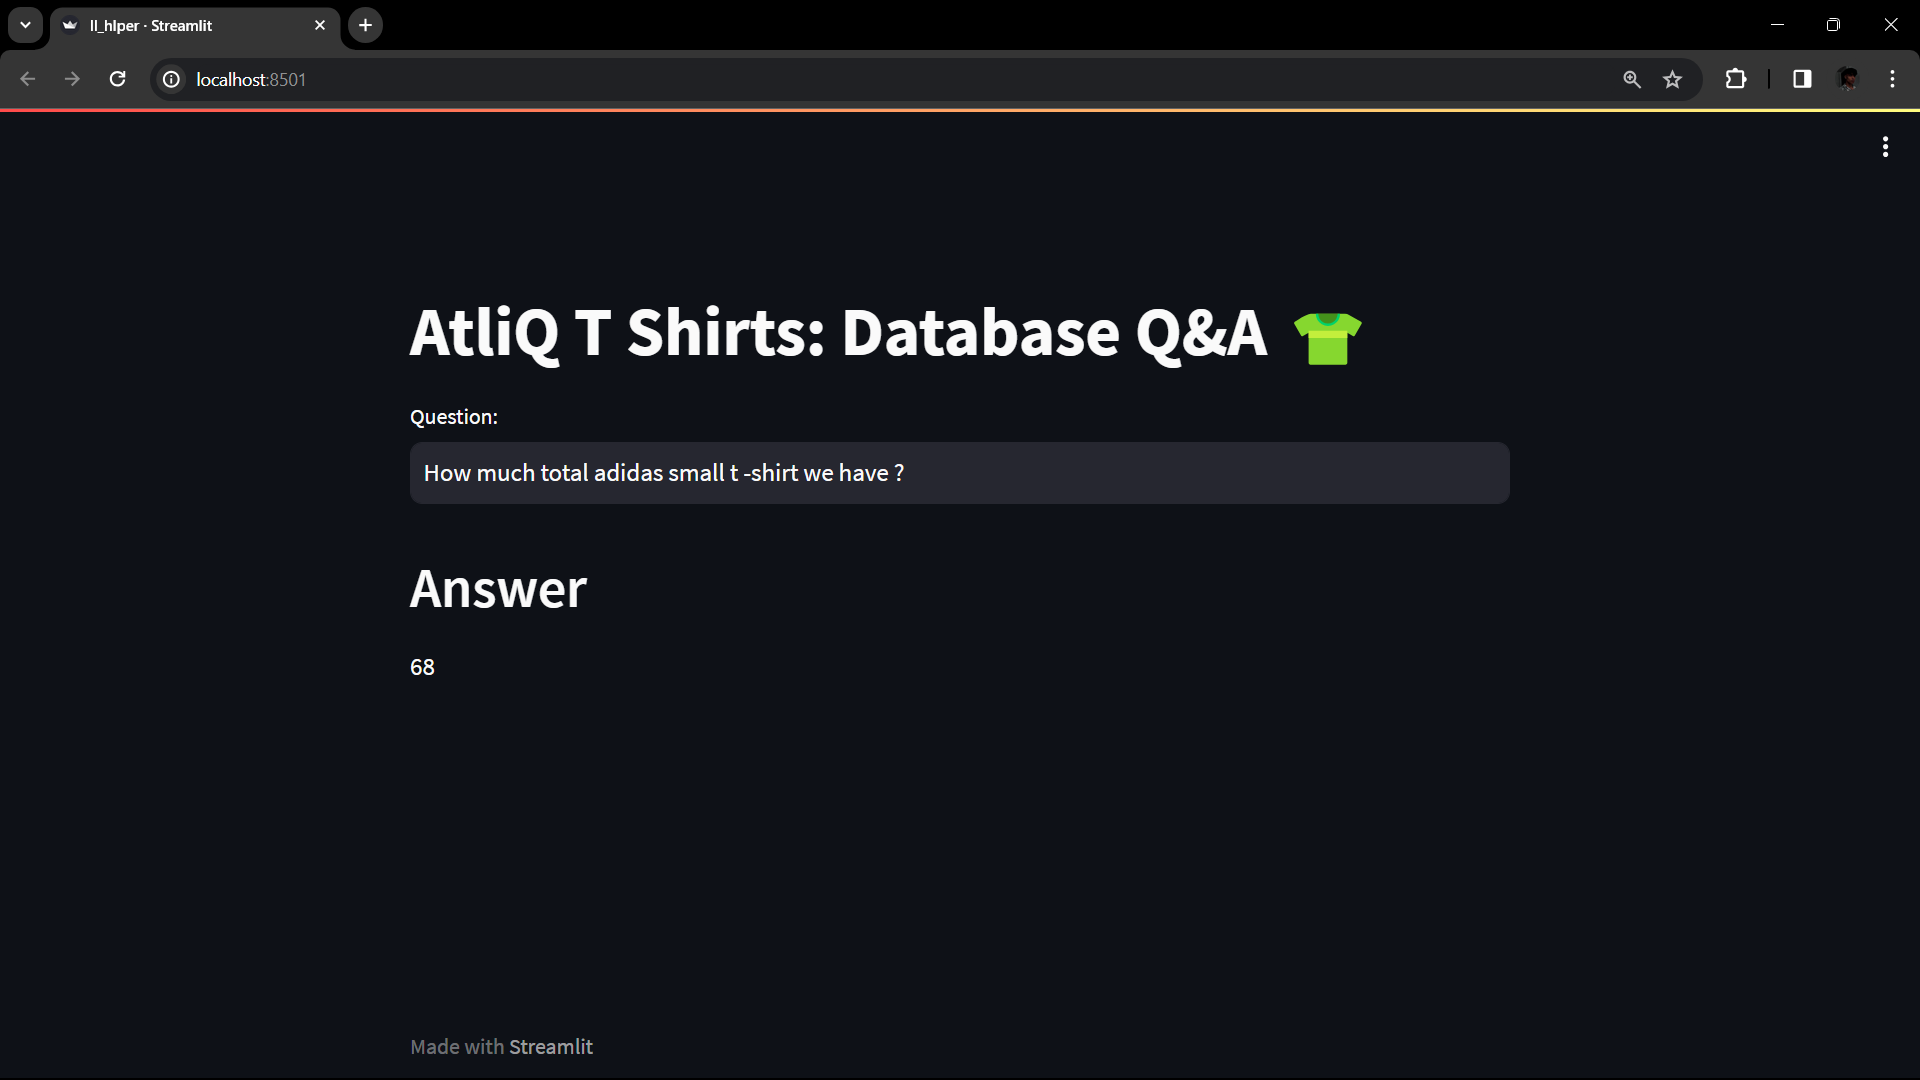 ll_hlper · Streamlit
localhost:8501
AtliQ T Shirts: Database Q&A
Question:
How much total adidas small t -shirt we have ?
Answer
68
Made with Streamlit